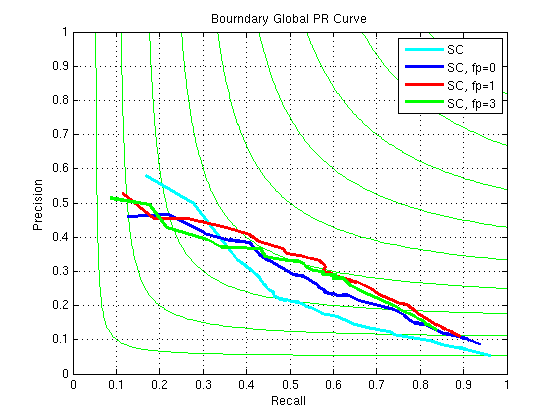 Bourndary Global PR Curve
SC
SC, fp=0
SC, fp=1
SC, fp=3
Precision
1
0.9
0.8
0.7
0.6
0.5
0.4
0.3
0.2
0.1
0
0 0.1 0.2 0.3 0.4 0.5 0.6 0.7 0.8 0.9 1
Recall